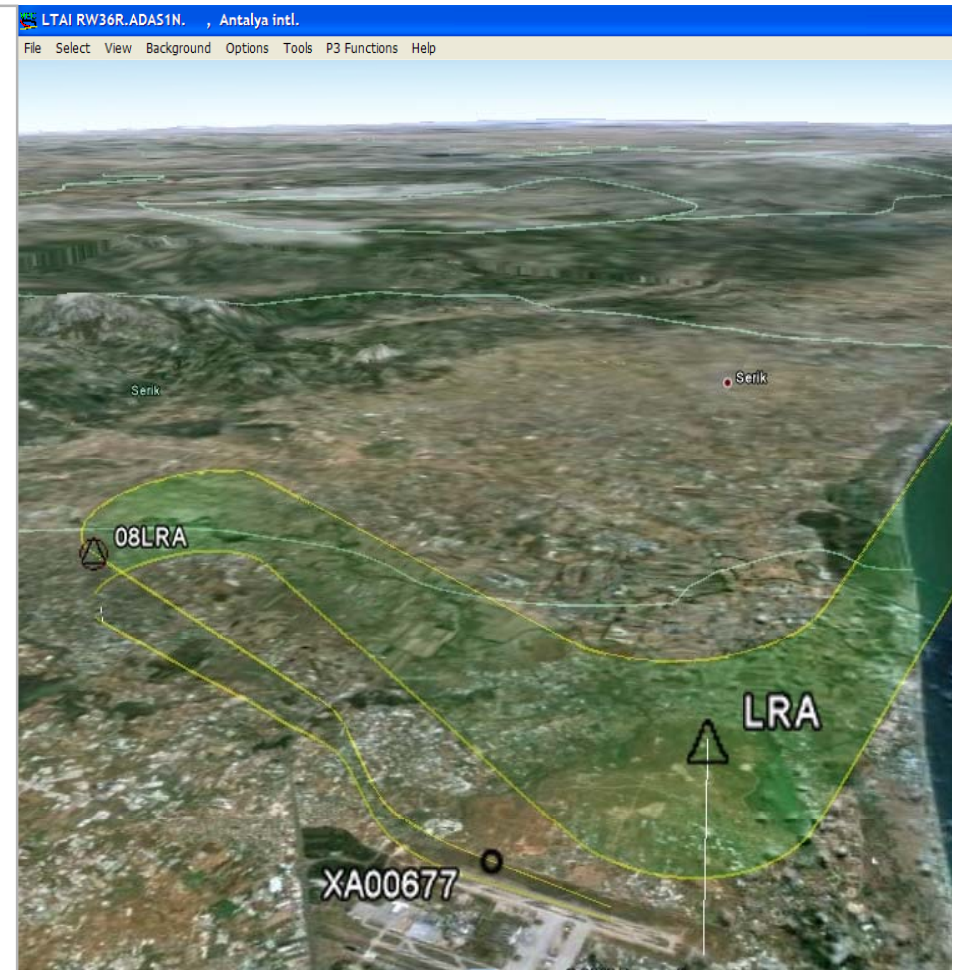 LTAI RW36R.ADAS1N. , Antalya intl.
File Select View Background Options Tools P3 Functions Help
Serik
Serik
08LRA
LRA
XA00677